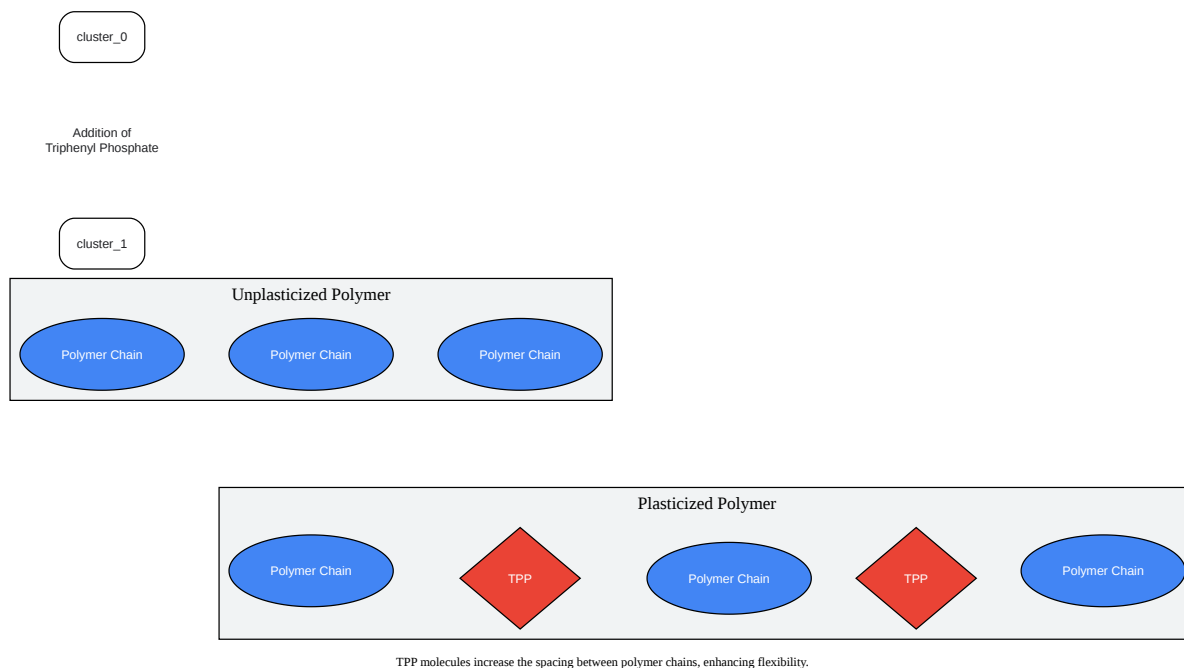 cluster_0
Addition of
Triphenyl Phosphate
cluster_1
Unplasticized Polymer
Polymer Chain
Polymer Chain
Polymer Chain
Plasticized Polymer
Polymer Chain
TPP
Polymer Chain
TPP
Polymer Chain
TPP molecules increase the spacing between polymer chains, enhancing flexibility.